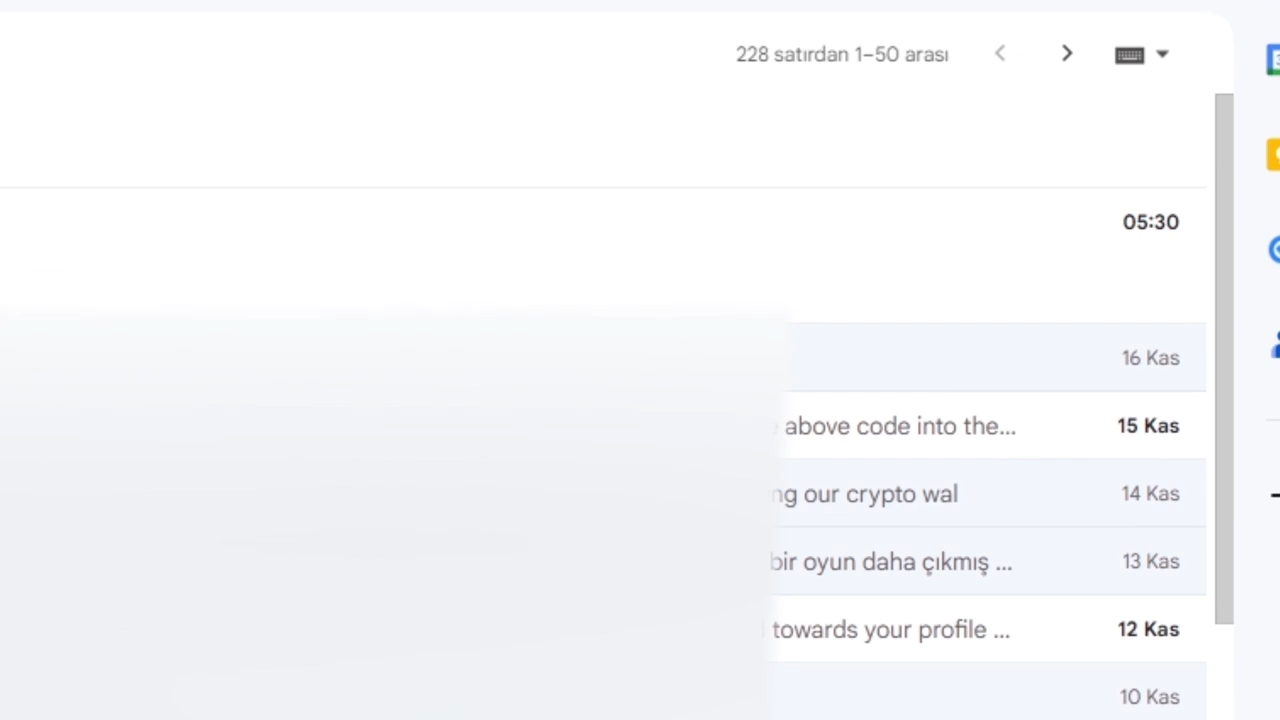 228 satırdan 1–50 arası
05:30
16 Kas
above code into the... 15 Kas
our crypto wal 14 Kas
bir oyun daha çıkmış ... 13 Kas
towards your profile ... 12 Kas
10 Kas